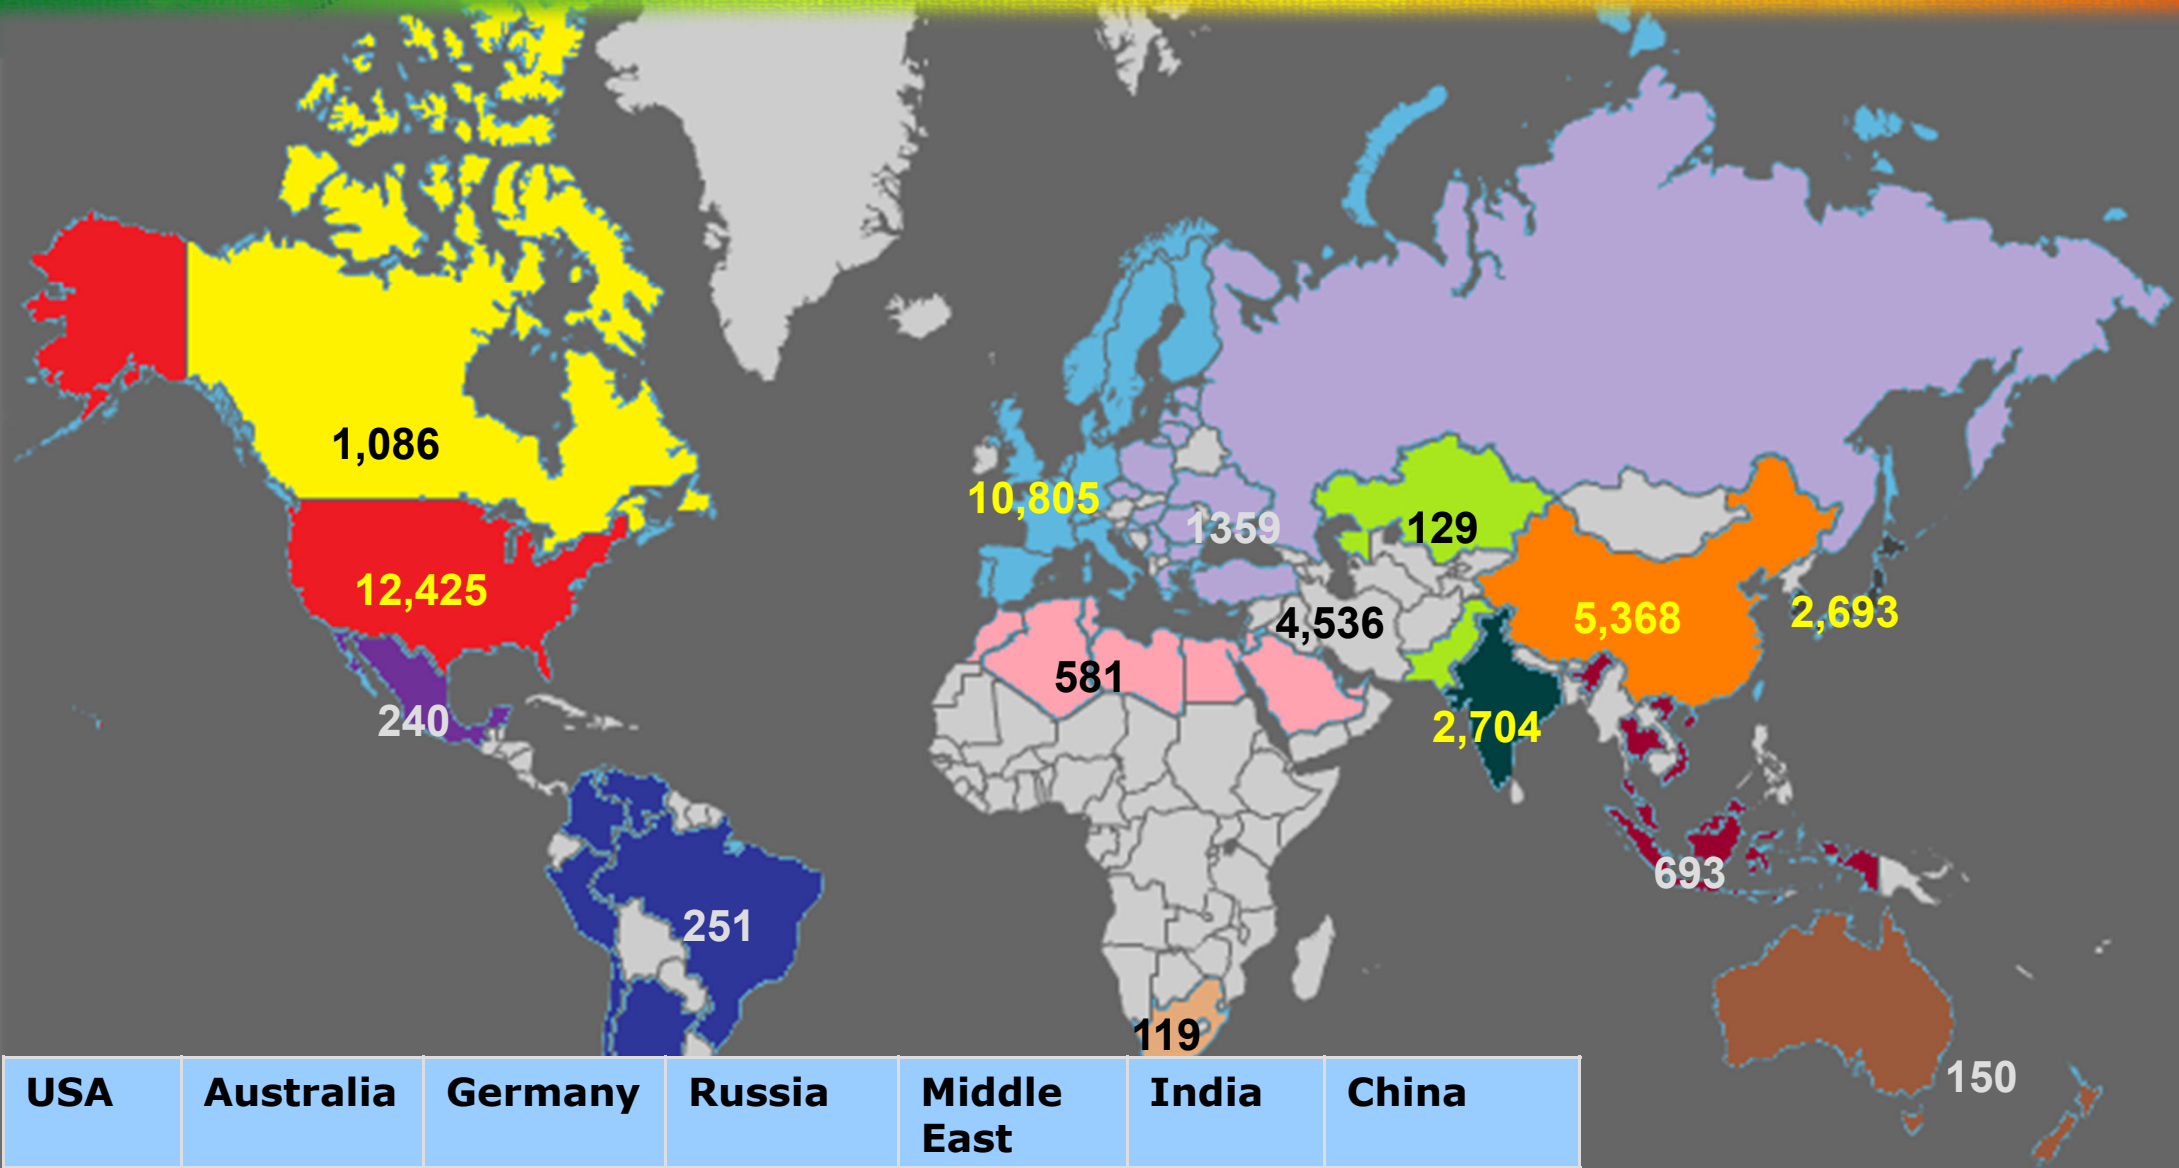 1,086
10,805
1359
129
12,425
4,536
5,368
2,693
581
240
2,704
693
251
119
150
USA
Australia
Germany
Russia
Middle
East
India
China